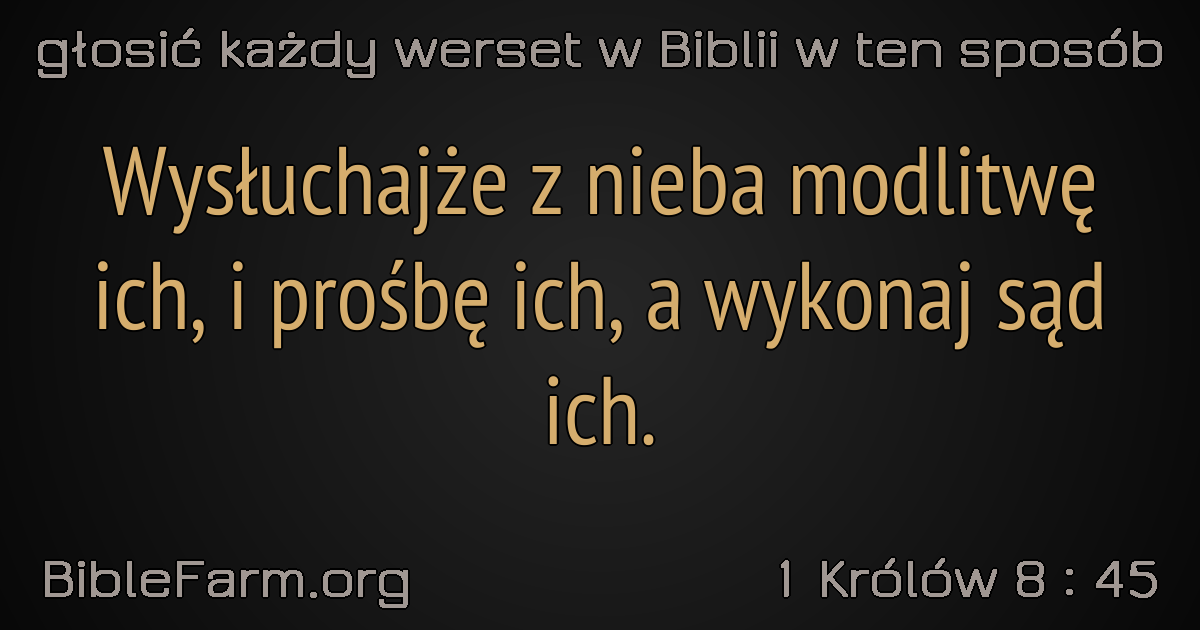 głosić każdy werset w Biblii w ten sposób
Wysłuchajże z nieba modlitwę
ich, i prośbę ich, a wykonaj sąd
ich.
BibleFarm.org
1 Królów 8 : 45